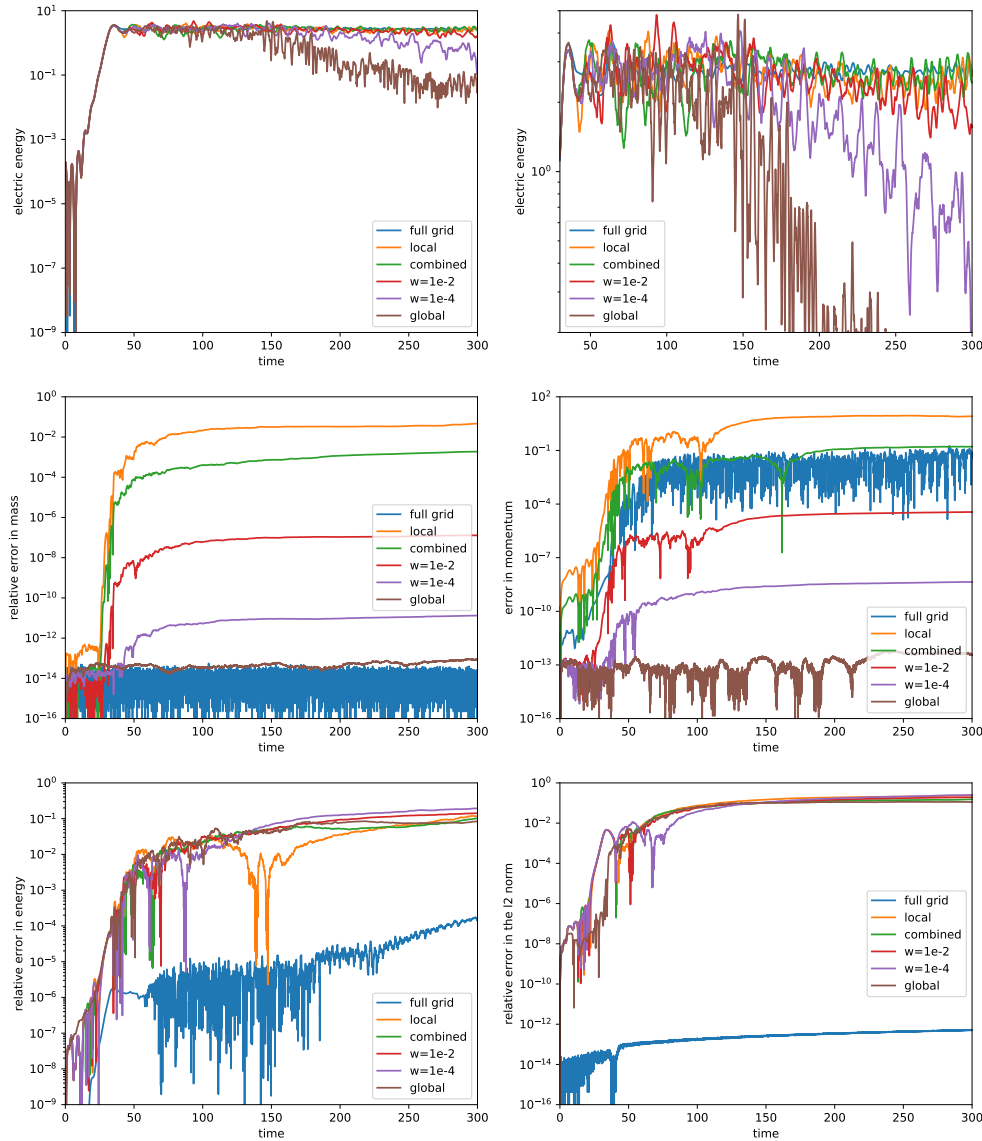 electric energy
10^1
10^-1
10^-3
10^-5
10^-7
10^-9
0
50
100
150
200
250
300
time
full grid
local
combined
w=1e-2
w=1e-4
global
electric energy
10^0
50
100
150
200
250
300
time
full grid
local
combined
w=1e-2
w=1e-4
global
relative error in mass
10^0
10^-2
10^-4
10^-6
10^-8
10^-10
10^-12
10^-14
10^-16
0
50
100
150
200
250
300
time
full grid
local
combined
w=1e-2
w=1e-4
global
error in momentum
10^2
10^-1
10^-4
10^-7
10^-10
10^-13
10^-16
0
50
100
150
200
250
300
time
full grid
local
combined
w=1e-2
w=1e-4
global
relative error in energy
10^0
10^-1
10^-2
10^-3
10^-4
10^-5
10^-6
10^-7
10^-8
10^-9
0
50
100
150
200
250
300
time
full grid
local
combined
w=1e-2
w=1e-4
global
relative error in the l2 norm
10^0
10^-2
10^-4
10^-6
10^-8
10^-10
10^-12
10^-14
10^-16
0
50
100
150
200
250
300
time
full grid
local
combined
w=1e-2
w=1e-4
global